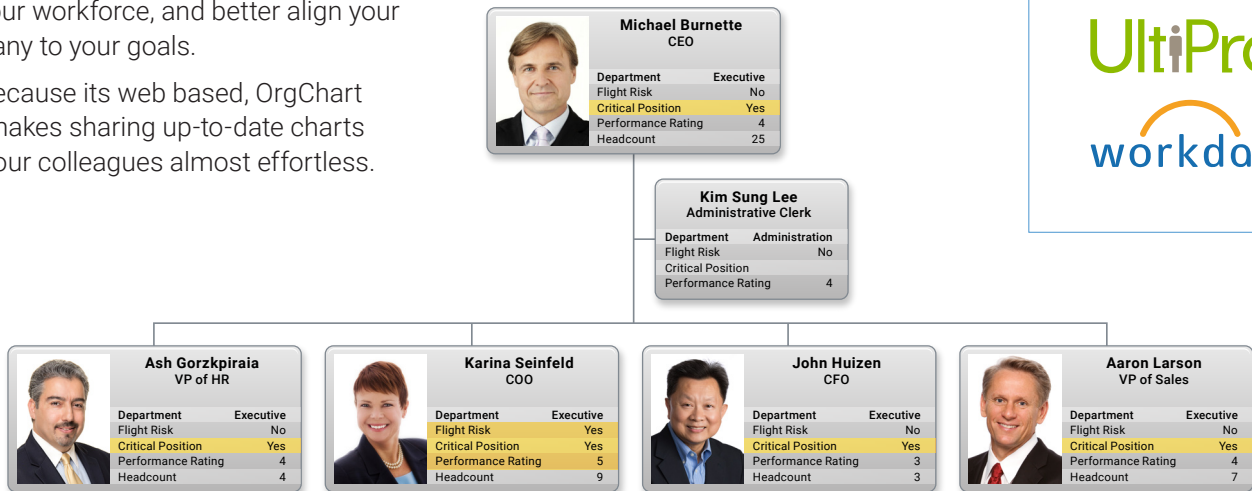 our workforce, and better align your
any to your goals.
ecause its web based, OrgChart
makes sharing up-to-date charts
our colleagues almost effortless.
Michael Burnette
CEO
Department Executive
Flight Risk No
Critical Position Yes
Performance Rating 4
Headcount 25
UltiPro
workda
Kim Sung Lee
Administrative Clerk
Department Administration
Flight Risk No
Critical Position
Performance Rating 4
Ash Gorzkpiraia
VP of HR
Department Executive
Flight Risk No
Critical Position Yes
Performance Rating 4
Headcount 4
Karina Seinfeld
COO
Department Executive
Flight Risk Yes
Critical Position Yes
Performance Rating 5
Headcount 9
John Huizen
CFO
Department Executive
Flight Risk No
Critical Position Yes
Performance Rating 3
Headcount 3
Aaron Larson
VP of Sales
Department Executive
Flight Risk No
Critical Position Yes
Performance Rating 4
Headcount 7